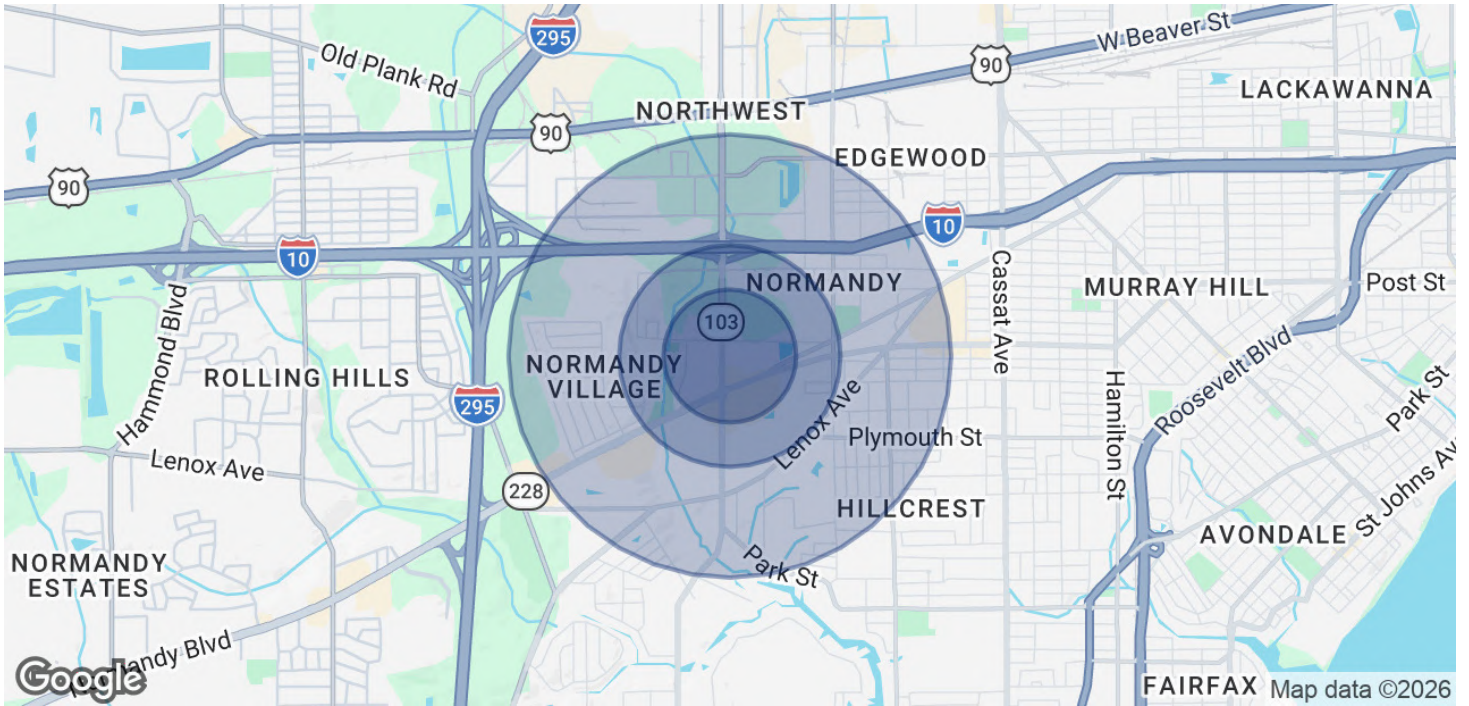 295
Old Plank Rd
W Beaver St
90
LACKAWANNA
NORTHWEST
90
EDGEWOOD
90
10
10
Hammond Blvd
NORMANDY
Cassat Ave
MURRAY HILL
Post St
103
NORMANDY
VILLAGE
ROLLING HILLS
295
Roosevelt Blvd
Park St
Hamilton St
Lenox Ave
Plymouth St
Lenox Ave
228
HILLCREST
St Johns Av
AVONDALE
NORMANDY
ESTATES
Park St
Normandy Blvd
Google
FAIRFAX
Map data ©2026